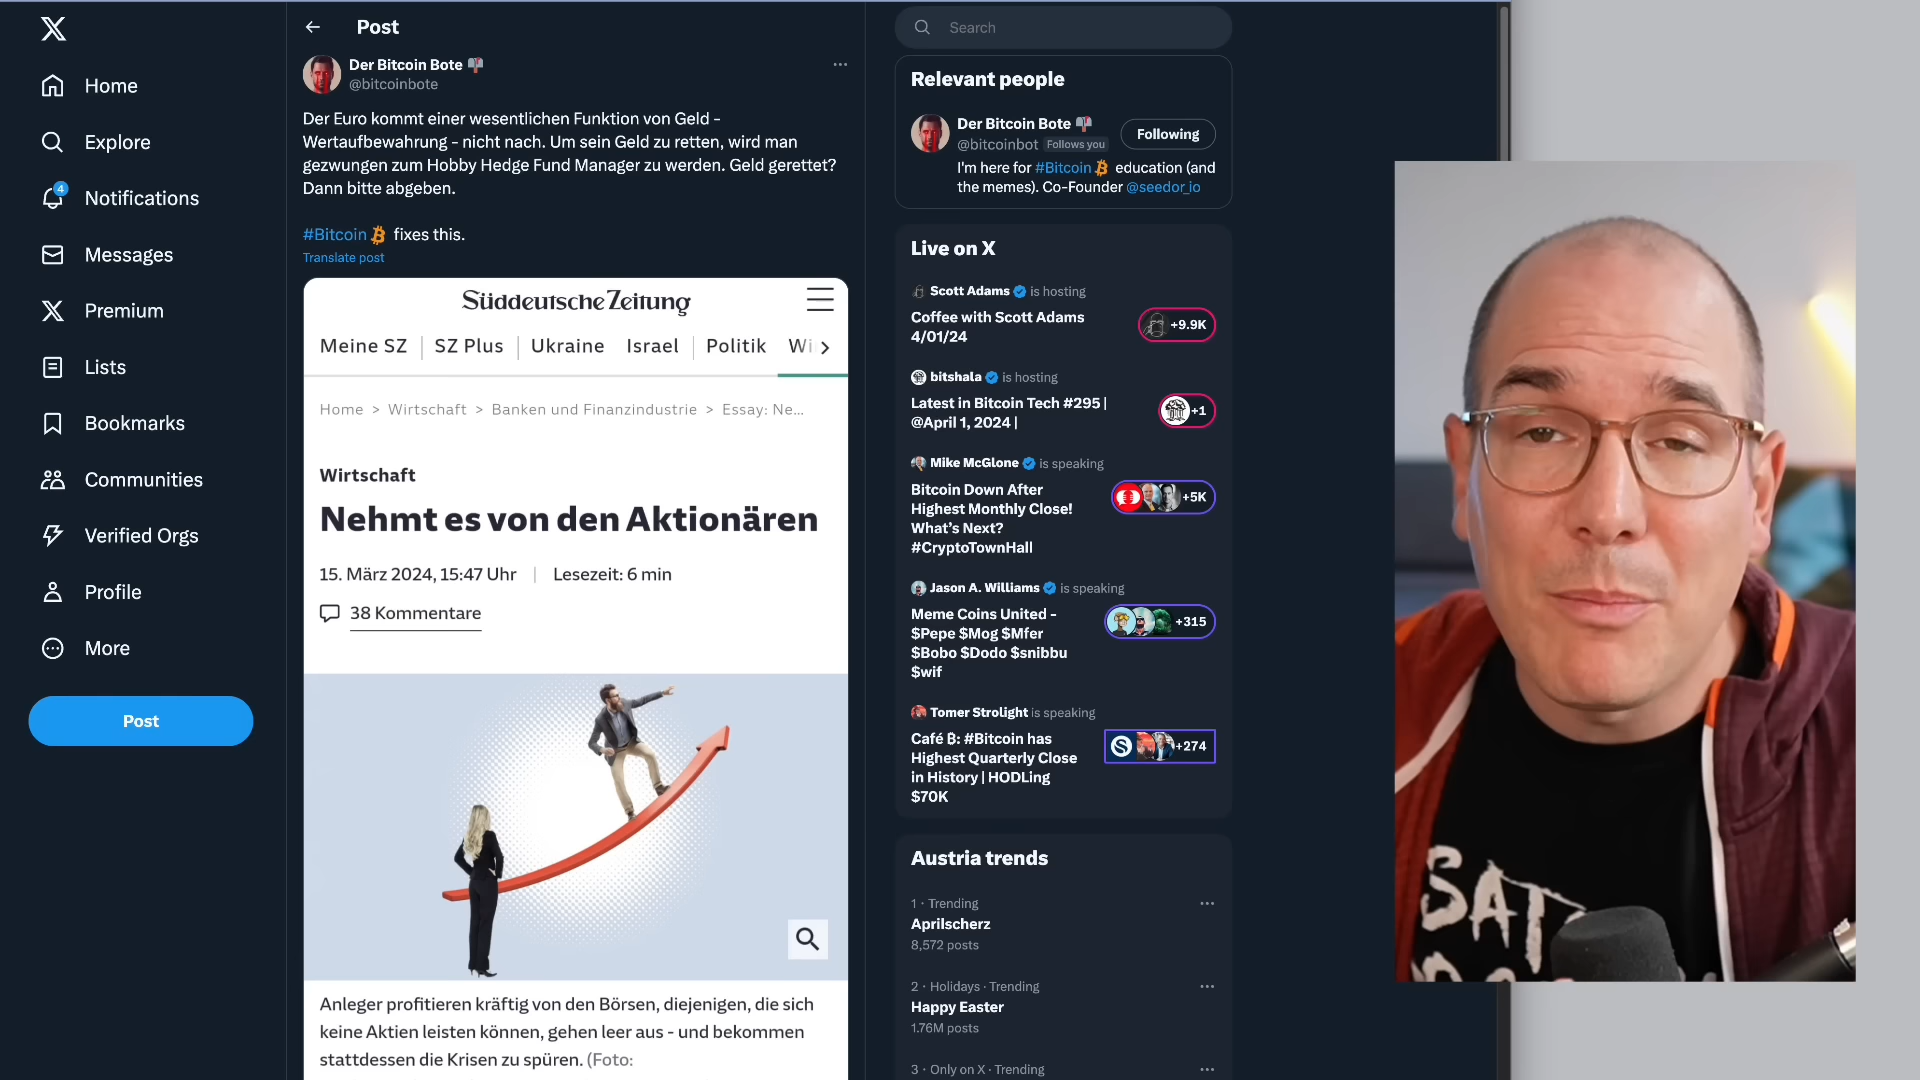 Home
Explore
4
Notifications
Messages
Premium
Lists
Bookmarks
Communities
Verified Orgs
Profile
More
Post
Post
Der Bitcoin Bote
@bitcoinbote
Der Euro kommt einer wesentlichen Funktion von Geld -
Wertaufbewahrung - nicht nach. Um sein Geld zu retten, wird man
gezwungen zum Hobby Hedge Fund Manager zu werden. Geld gerettet?
Dann bitte abgeben.
#Bitcoin fixes this.
Translate post
Süddeutsche Zeitung
Meine SZ | SZ Plus | Ukraine Israel | Politik Wi
Home > Wirtschaft > Banken und Finanzindustrie > Essay: Ne...
Wirtschaft
Nehmt es von den Aktionären
15. März 2024, 15:47 Uhr | Lesezeit: 6 min
38 Kommentare
Anleger profitieren kräftig von den Börsen, diejenigen, die sich
keine Aktien leisten können, gehen leer aus - und bekommen
stattdessen die Krisen zu spüren. (Foto:
Search
Relevant people
Der Bitcoin Bote
@bitcoinbot Follows you
Following
I'm here for #Bitcoin education (and
the memes). Co-Founder @seedor_io
Live on X
Scott Adams is hosting
Coffee with Scott Adams
4/01/24
+9.9K
bitshala is hosting
Latest in Bitcoin Tech #295 |
@April 1, 2024 |
+1
Mike McGlone is speaking
Bitcoin Down After
Highest Monthly Close!
What's Next?
#CryptoTownHall
+5K
Jason A. Williams is speaking
Meme Coins United -
$Pepe $Mog $Mfer
$Bobo $Dodo $snibbu
$wif
+315
Tomer Strolight is speaking
Café ₿: #Bitcoin has
Highest Quarterly Close
in History | HODLing
$70K
+274
Austria trends
1 · Trending
Aprilscherz
8,572 posts
2 · Holidays · Trending
Happy Easter
1.76M posts
3 · Only on X · Trending
SAT